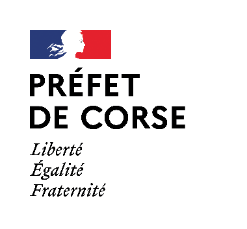 PRÉFET
DE CORSE
Liberté
Égalité
Fraternité